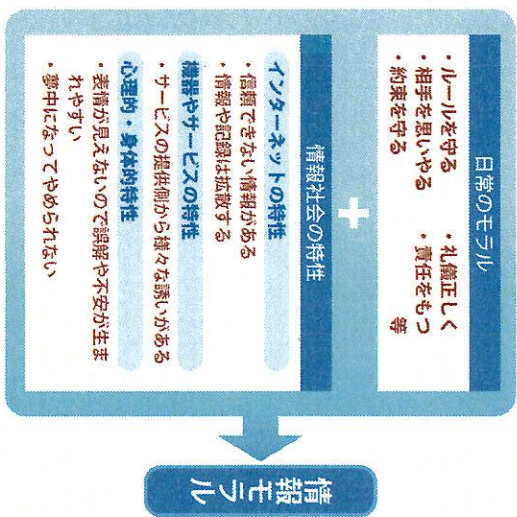 日常のモラル
・ルールを守る ・礼儀正しく
・相手を思いやる ・責任をもつ
・約束を守る 等
+
情報社会の特性
インターネットの特性
・信頼できない情報がある
・情報や記録は拡散する
機器やサービスの特性
・サービスの提供側から様々な誘いがある
心理的・身体的特性
・表情が見えないので誤解や不安が生ま
れやすい
・夢中になってやめられない
情報
モラル